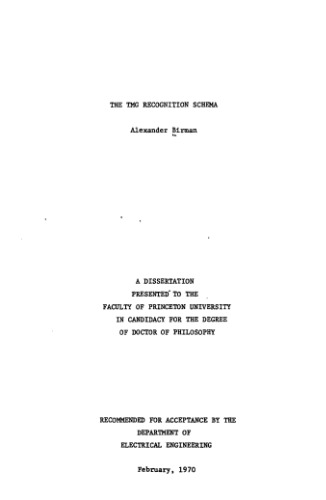 THE TMG RECOGNITION SCHEMA
Alexander Birman
A DISSERTATION
PRESENTED TO THE
FACULTY OF PRINCETON UNIVERSITY
IN CANDIDACY FOR THE DEGREE
OF DOCTOR OF PHILOSOPHY
RECOMMENDED FOR ACCEPTANCE BY THE
DEPARTMENT OF
ELECTRICAL ENGINEERING
February, 1970